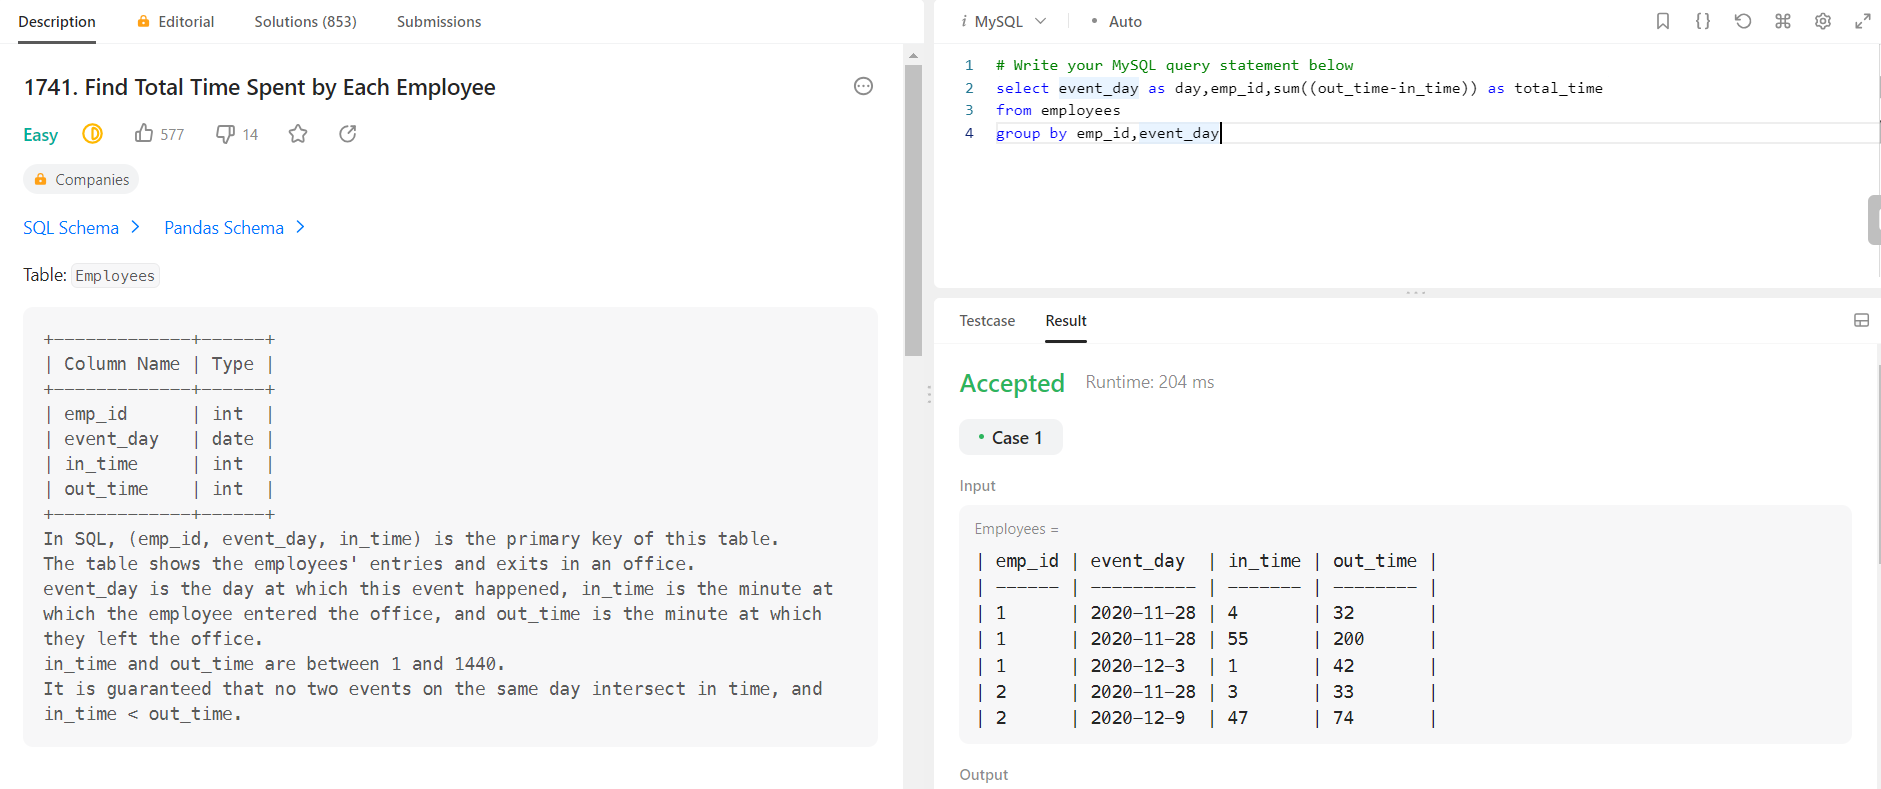 Description Editorial Solutions (853) Submissions
1741. Find Total Time Spent by Each Employee
Easy 577 14
Companies
SQL Schema Pandas Schema
Table: Employees
+-------------+------+
| Column Name | Type |
+-------------+------+
| emp_id      | int  |
| event_day   | date |
| in_time     | int  |
| out_time    | int  |
+-------------+------+
In SQL, (emp_id, event_day, in_time) is the primary key of this table.
The table shows the employees' entries and exits in an office.
event_day is the day at which this event happened, in_time is the minute at
which the employee entered the office, and out_time is the minute at which
they left the office.
in_time and out_time are between 1 and 1440.
It is guaranteed that no two events on the same day intersect in time, and
in_time < out_time.
i MySQL • Auto
1 # Write your MySQL query statement below
2 select event_day as day,emp_id,sum((out_time-in_time)) as total_time
3 from employees
4 group by emp_id,event_day
Testcase Result
Accepted Runtime: 204 ms
• Case 1
Input
Employees =
| emp_id | event_day  | in_time | out_time |
| ------ | ---------- | ------- | -------- |
| 1      | 2020-11-28 | 4       | 32       |
| 1      | 2020-11-28 | 55      | 200      |
| 1      | 2020-12-3  | 1       | 42       |
| 2      | 2020-11-28 | 3       | 33       |
| 2      | 2020-12-9  | 47      | 74       |
Output